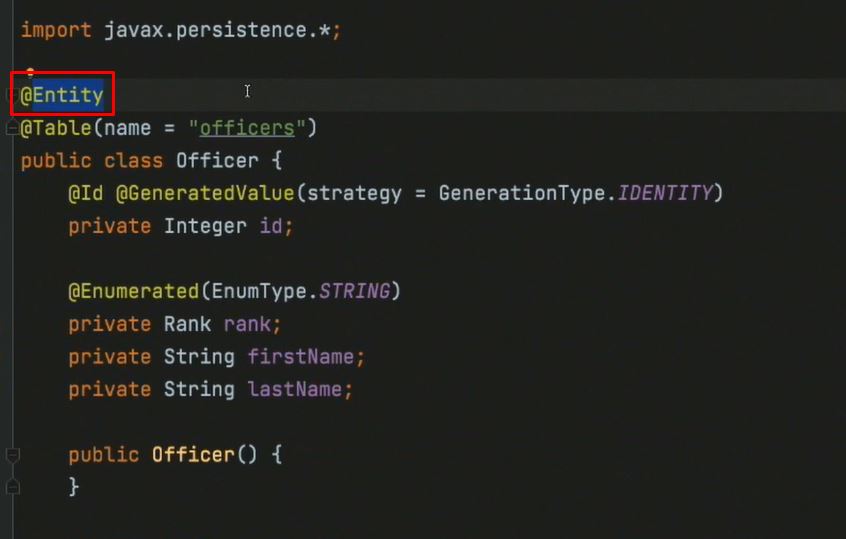 import javax.persistence.*;
@Entity
@Table(name = "officers")
public class Officer {
@Id @GeneratedValue(strategy = GenerationType.IDENTITY)
private Integer id;
@Enumerated(EnumType.STRING)
private Rank rank;
private String firstName;
private String lastName;
public Officer() {
}